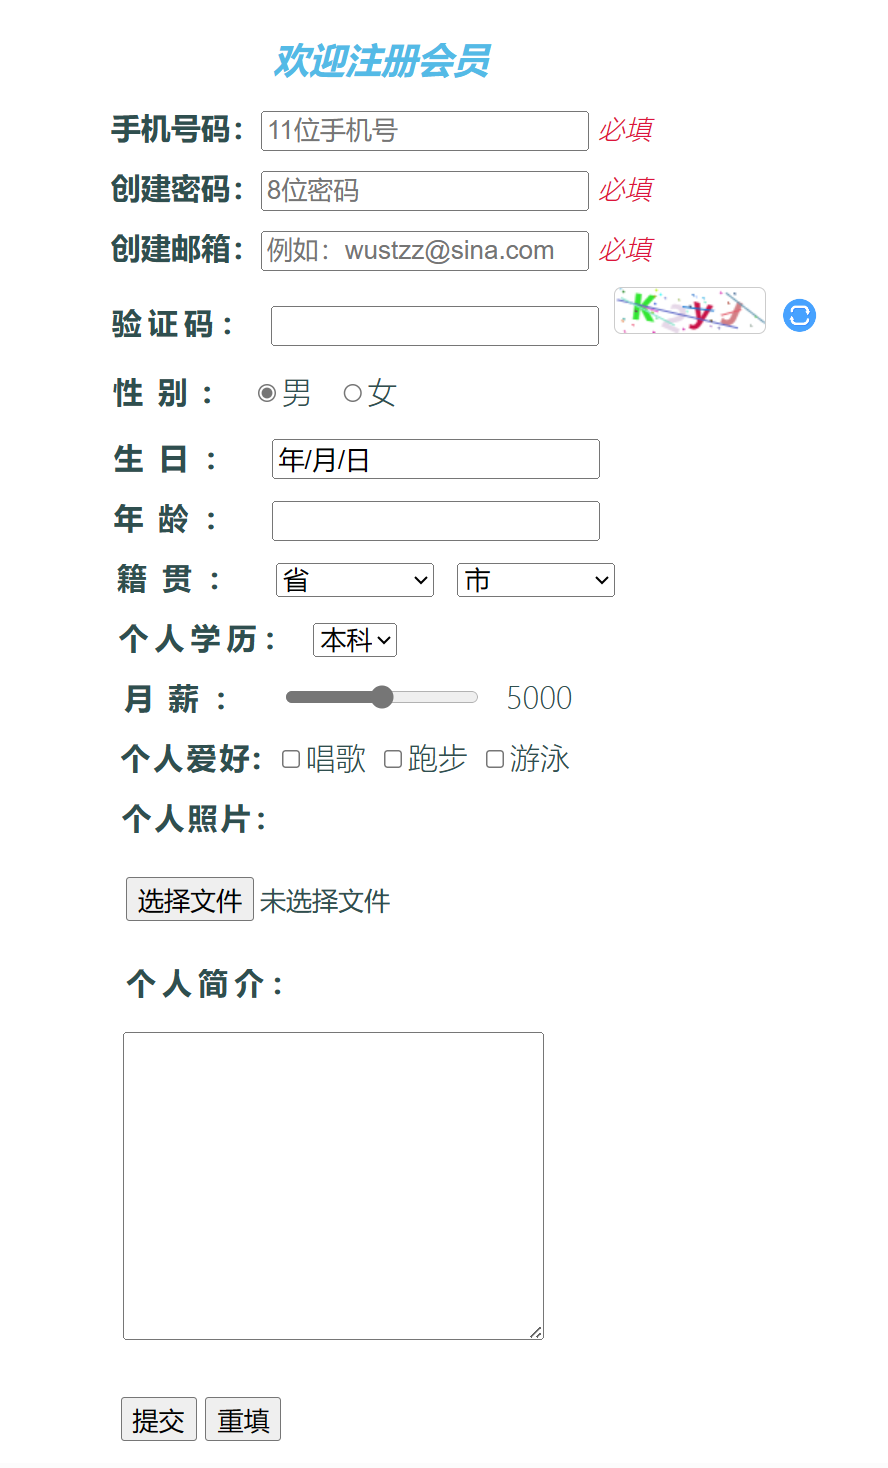 欢迎注册会员
手机号码：11位手机号 必填
创建密码：8位密码 必填
创建邮箱：例如：wustzz@sina.com 必填
验证码：
性别： 男 女
生日： 年/月/日
年龄：
籍贯： 省 市
个人学历： 本科
月薪： 5000
个人爱好: 唱歌 跑步 游泳
个人照片：
选择文件 未选择文件
个人简介：
提交 重填